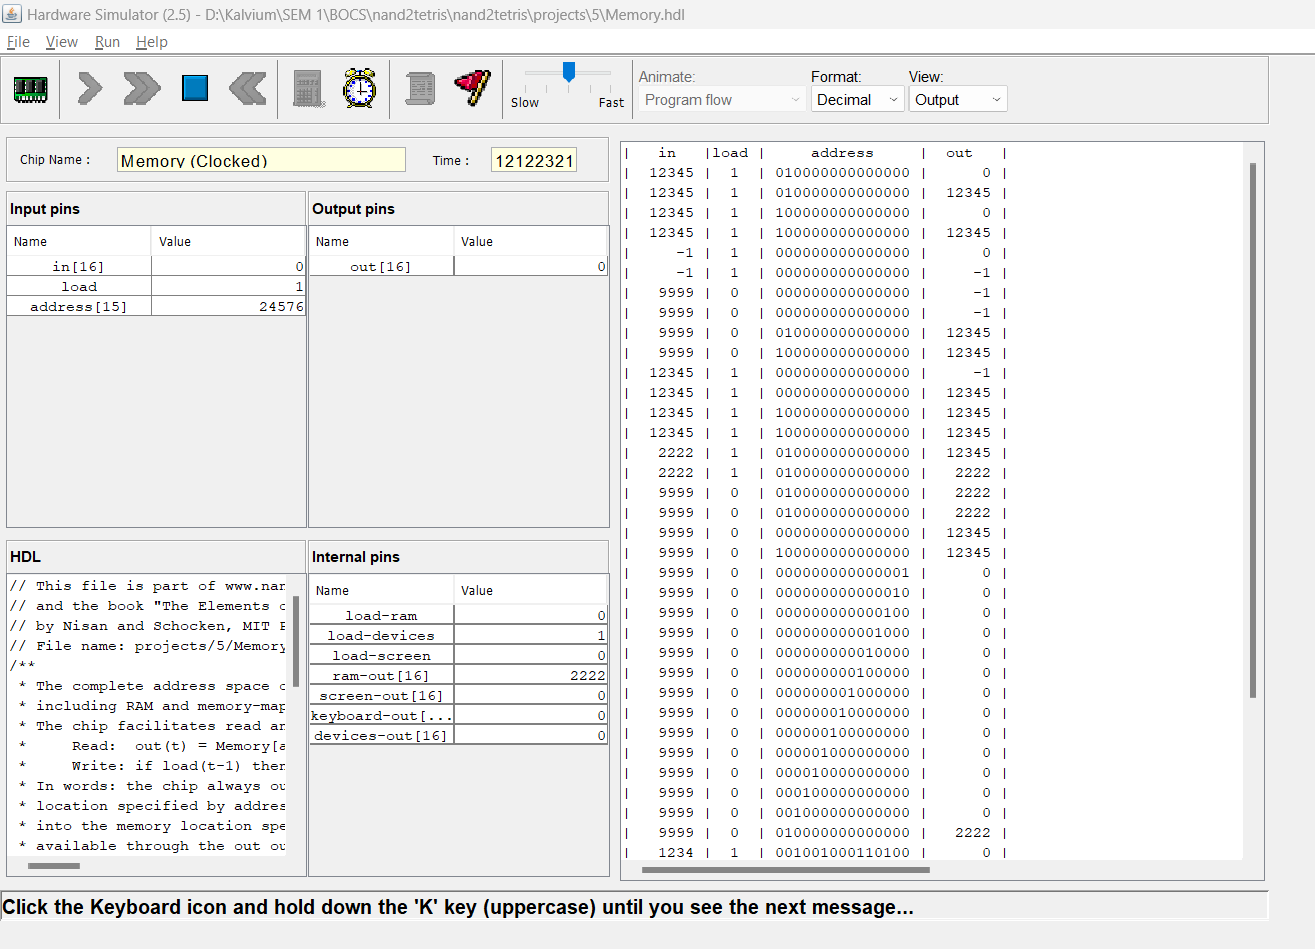 Hardware Simulator (2.5) - D:\Kalvium\SEM 1\BOCS\nand2tetris\nand2tetris\projects\5\Memory.hdl
File View Run Help
Animate: Format: View:
Slow Fast Program flow Decimal Output
Chip Name : Memory (Clocked) Time : 12122321
Input pins
Name Value
in[16] 0
load 1
address[15] 24576
Output pins
Name Value
out[16] 0
HDL
// This file is part of www.nan
// and the book "The Elements o
// by Nisan and Schocken, MIT P
// File name: projects/5/Memory
/**
* The complete address space o
* including RAM and memory-map
* The chip facilitates read an
* Read: out(t) = Memory[a
* Write: if load(t-1) then
* In words: the chip always ou
* location specified by addres
* into the memory location spe
* available through the out ou
Internal pins
Name Value
load-ram 0
load-devices 1
load-screen 0
ram-out[16] 2222
screen-out[16] 0
keyboard-out[... 0
devices-out[16] 0
| in |load | address | out |
| 12345 | 1 | 010000000000000 | 0 |
| 12345 | 1 | 010000000000000 | 12345 |
| 12345 | 1 | 100000000000000 | 0 |
| 12345 | 1 | 100000000000000 | 12345 |
| -1 | 1 | 000000000000000 | 0 |
| -1 | 1 | 000000000000000 | -1 |
| 9999 | 0 | 000000000000000 | -1 |
| 9999 | 0 | 000000000000000 | -1 |
| 9999 | 0 | 010000000000000 | 12345 |
| 9999 | 0 | 100000000000000 | 12345 |
| 12345 | 1 | 000000000000000 | -1 |
| 12345 | 1 | 000000000000000 | 12345 |
| 12345 | 1 | 100000000000000 | 12345 |
| 12345 | 1 | 100000000000000 | 12345 |
| 2222 | 1 | 010000000000000 | 12345 |
| 2222 | 1 | 010000000000000 | 2222 |
| 9999 | 0 | 010000000000000 | 2222 |
| 9999 | 0 | 010000000000000 | 2222 |
| 9999 | 0 | 000000000000000 | 12345 |
| 9999 | 0 | 100000000000000 | 12345 |
| 9999 | 0 | 000000000000001 | 0 |
| 9999 | 0 | 000000000000010 | 0 |
| 9999 | 0 | 000000000000100 | 0 |
| 9999 | 0 | 000000000001000 | 0 |
| 9999 | 0 | 000000000010000 | 0 |
| 9999 | 0 | 000000000100000 | 0 |
| 9999 | 0 | 000000001000000 | 0 |
| 9999 | 0 | 000000010000000 | 0 |
| 9999 | 0 | 000000100000000 | 0 |
| 9999 | 0 | 000001000000000 | 0 |
| 9999 | 0 | 000010000000000 | 0 |
| 9999 | 0 | 000100000000000 | 0 |
| 9999 | 0 | 001000000000000 | 0 |
| 9999 | 0 | 010000000000000 | 2222 |
| 1234 | 1 | 001001000110100 | 0 |
Click the Keyboard icon and hold down the 'K' key (uppercase) until you see the next message...